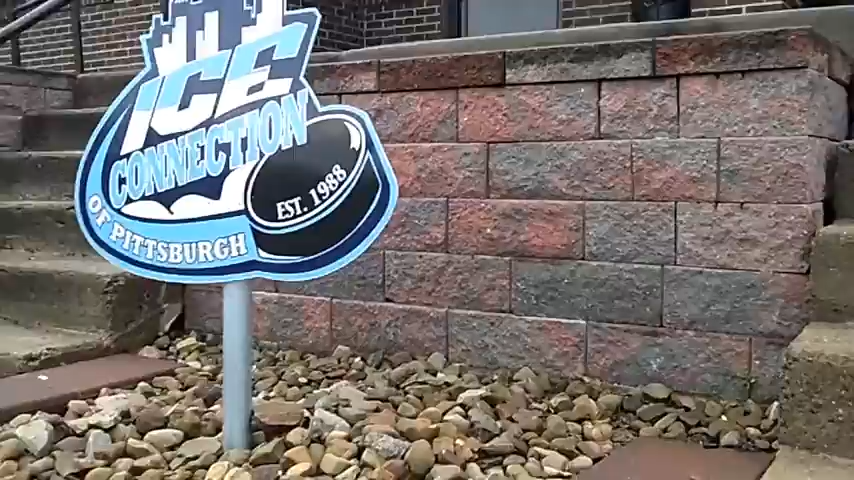 ICE
CONNECTION
OF PITTSBURGH
EST. 1988